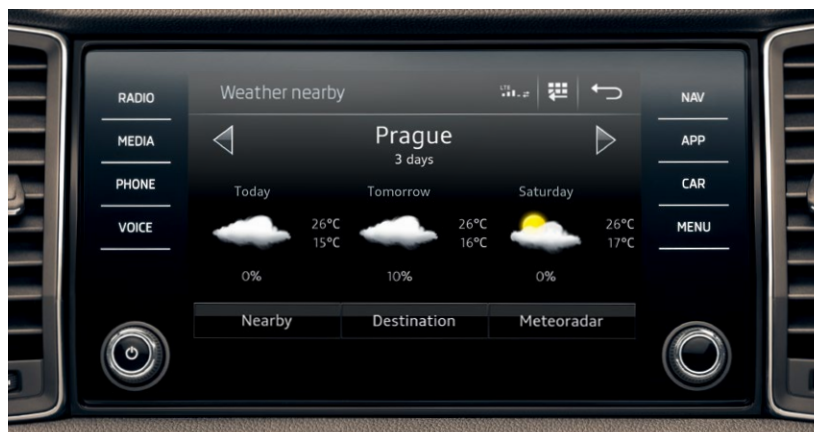 RADIO
MEDIA
PHONE
VOICE
Weather nearby
LTE
Prague
3 days
Today
Tomorrow
Saturday
26°C
15°C
26°C
16°C
26°C
17°C
0%
10%
0%
Nearby
Destination
Meteoradar
NAV
APP
CAR
MENU